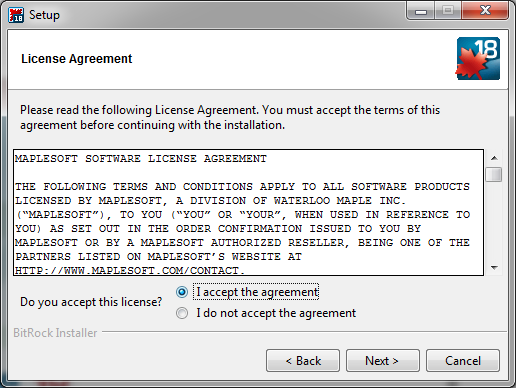 18 Setup
License Agreement
18
Please read the following License Agreement. You must accept the terms of this
agreement before continuing with the installation.
MAPLESOFT SOFTWARE LICENSE AGREEMENT
THE FOLLOWING TERMS AND CONDITIONS APPLY TO ALL SOFTWARE PRODUCTS
LICENSED BY MAPLESOFT, A DIVISION OF WATERLOO MAPLE INC.
(“MAPLESOFT”), TO YOU (“YOU” OR “YOUR”, WHEN USED IN REFERENCE TO
YOU) AS SET OUT IN THE ORDER CONFIRMATION ISSUED TO YOU BY
MAPLESOFT OR BY A MAPLESOFT AUTHORIZED RESELLER, BEING ONE OF THE
PARTNERS LISTED ON MAPLESOFT’S WEBSITE AT
HTTP://WWW.MAPLESOFT.COM/CONTACT.
Do you accept this license?
I accept the agreement
I do not accept the agreement
BitRock Installer
< Back Next > Cancel